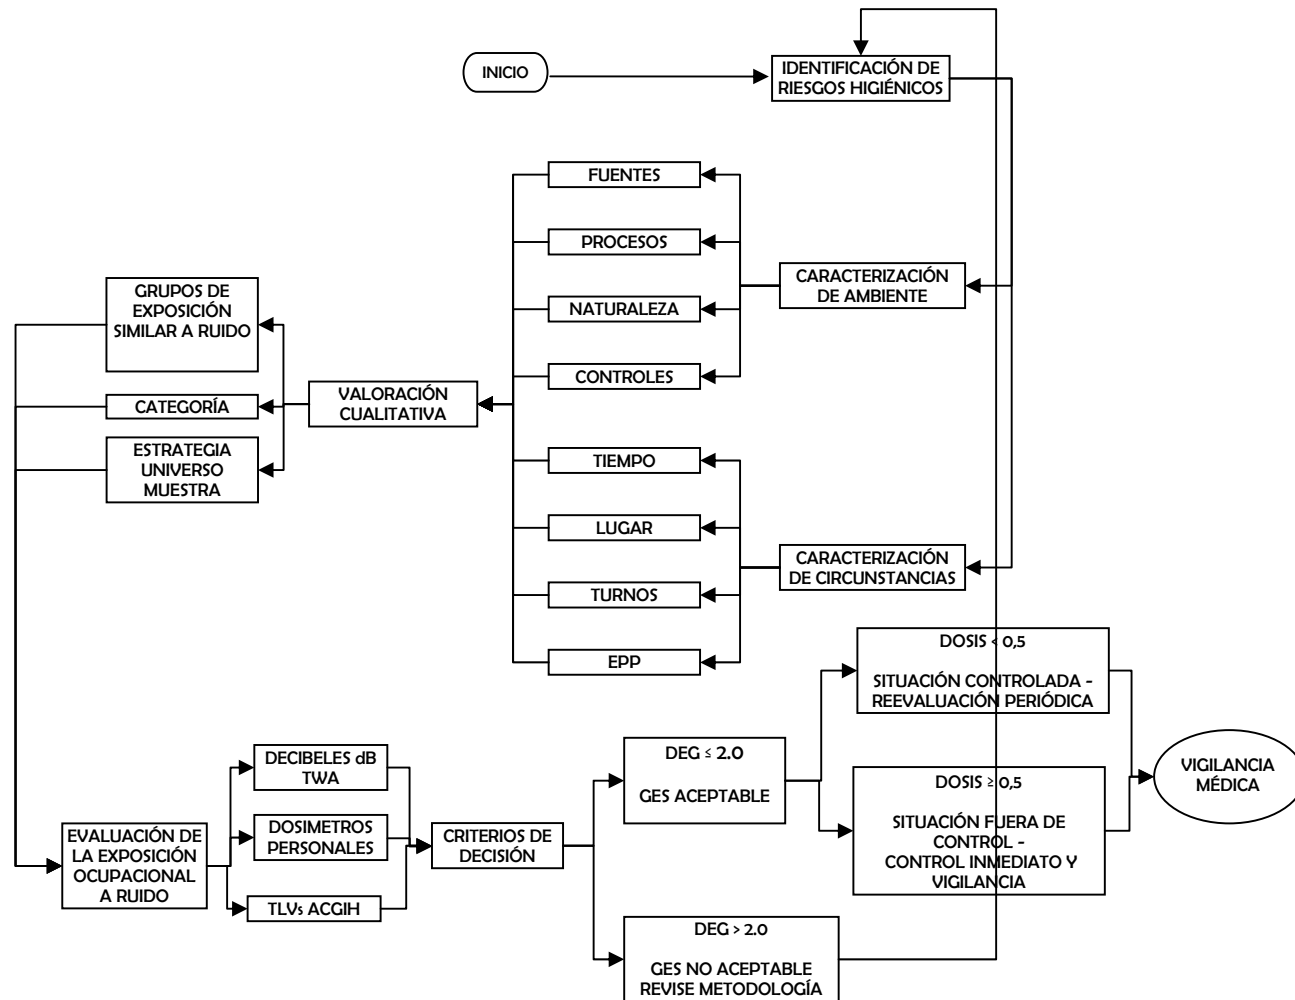 INICIO
IDENTIFICACIÓN DE
RIESGOS HIGIÉNICOS
FUENTES
PROCESOS
NATURALEZA
CONTROLES
CARACTERIZACIÓN
DE AMBIENTE
GRUPOS DE
EXPOSICIÓN
SIMILAR A RUIDO
CATEGORÍA
ESTRATEGIA
UNIVERSO
MUESTRA
VALORACIÓN
CUALITATIVA
TIEMPO
LUGAR
TURNOS
EPP
CARACTERIZACIÓN
DE CIRCUNSTANCIAS
EVALUACIÓN DE
LA EXPOSICIÓN
OCUPACIONAL
A RUIDO
DECIBELES dB
TWA
DOSIMETROS
PERSONALES
TLVs ACGIH
CRITERIOS DE
DECISIÓN
DEG ≤ 2.0
GES ACEPTABLE
DEG > 2.0
GES NO ACEPTABLE
REVISE METODOLOGÍA
DOSIS < 0,5
SITUACIÓN CONTROLADA -
REEVALUACIÓN PERIÓDICA
DOSIS ≥ 0,5
SITUACIÓN FUERA DE
CONTROL -
CONTROL INMEDIATO Y
VIGILANCIA
VIGILANCIA
MÉDICA